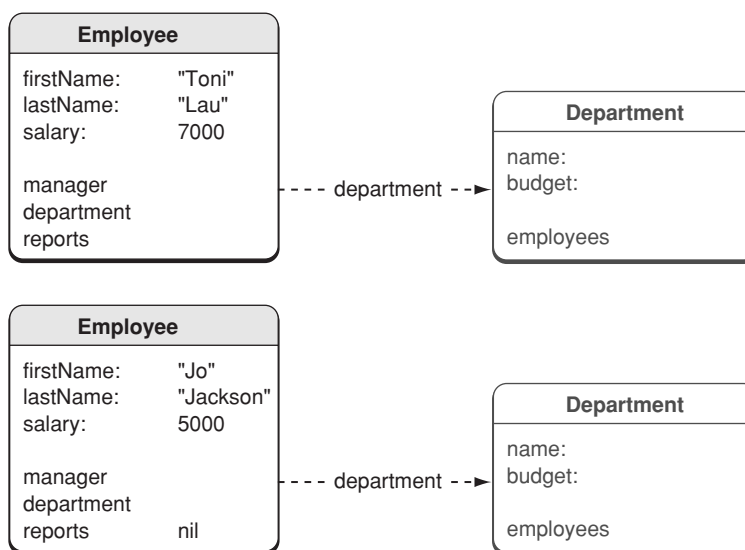 Employee
firstName: "Toni"
lastName: "Lau"
salary: 7000
manager
department
reports
department
Department
name:
budget:
employees
Employee
firstName: "Jo"
lastName: "Jackson"
salary: 5000
manager
department
reports nil
department
Department
name:
budget:
employees